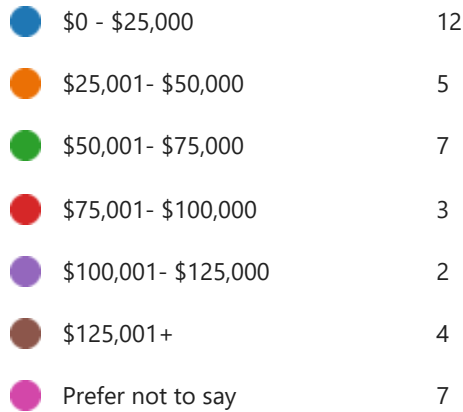 $0 - $25,000 12
$25,001- $50,000 5
$50,001- $75,000 7
$75,001- $100,000 3
$100,001- $125,000 2
$125,001+ 4
Prefer not to say 7